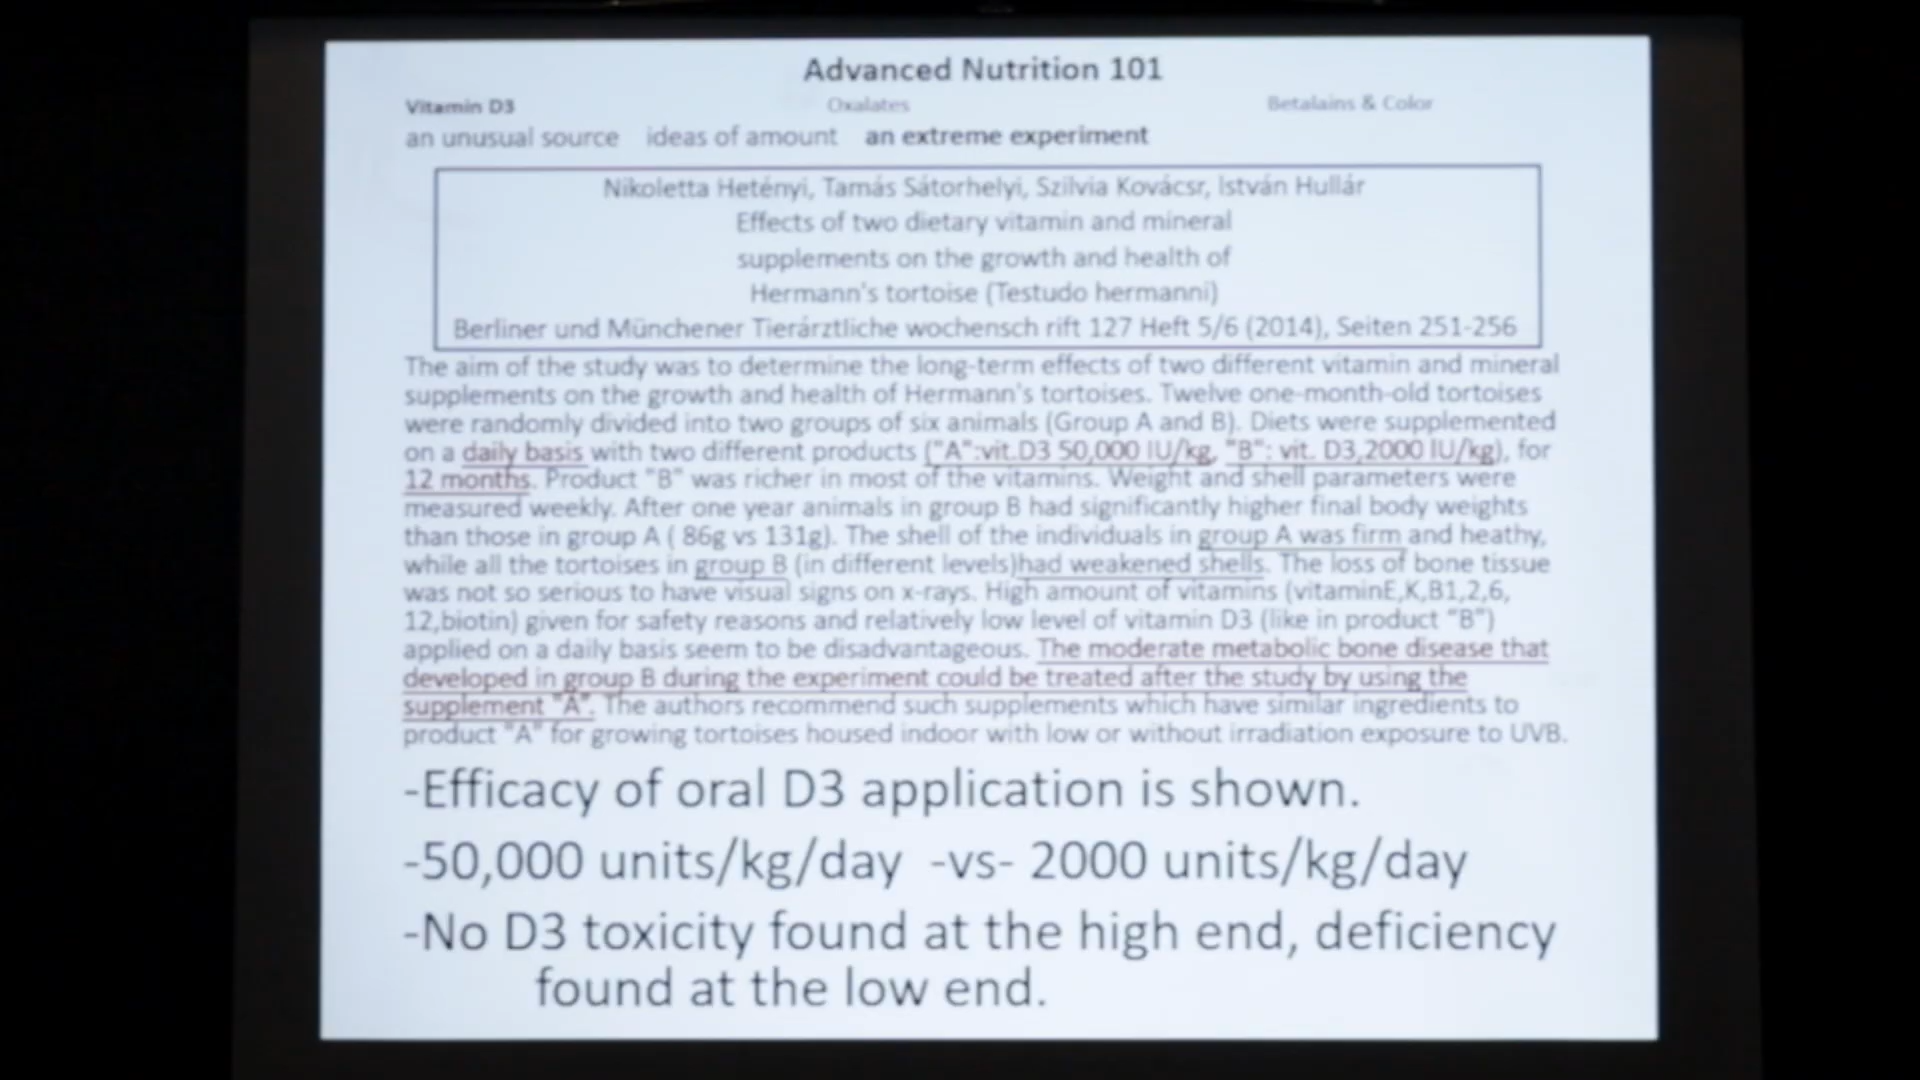 Advanced Nutrition 101
Vitamin D3 Oxalates Betalains & Color
an unusual source ideas of amount an extreme experiment
Nikoletta Hetényi, Tamás Sátorhelyi, Szilvia Kovácsr, István Hullár
Effects of two dietary vitamin and mineral
supplements on the growth and health of
Hermann's tortoise (Testudo hermanni)
Berliner und Münchener Tierárztliche wochensch rift 127 Heft 5/6 (2014), Seiten 251-256
The aim of the study was to determine the long-term effects of two different vitamin and mineral
supplements on the growth and health of Hermann's tortoises. Twelve one-month-old tortoises
were randomly divided into two groups of six animals (Group A and B). Diets were supplemented
on a daily basis with two different products ("A":vit.D3 50,000 IU/kg, "B": vit. D3,2000 IU/kg), for
12 months. Product "B" was richer in most of the vitamins. Weight and shell parameters were
measured weekly. After one year animals in group B had significantly higher final body weights
than those in group A ( 86g vs 131g). The shell of the individuals in group A was firm and heathy,
while all the tortoises in group B (in different levels)had weakened shells. The loss of bone tissue
was not so serious to have visual signs on x-rays. High amount of vitamins (vitaminE,K,B1,2,6,
12,biotin) given for safety reasons and relatively low level of vitamin D3 (like in product "B")
applied on a daily basis seem to be disadvantageous. The moderate metabolic bone disease that
developed in group B during the experiment could be treated after the study by using the
supplement "A". The authors recommend such supplements which have similar ingredients to
product "A" for growing tortoises housed indoor with low or without irradiation exposure to UVB.
-Efficacy of oral D3 application is shown.
-50,000 units/kg/day -vs- 2000 units/kg/day
-No D3 toxicity found at the high end, deficiency
found at the low end.